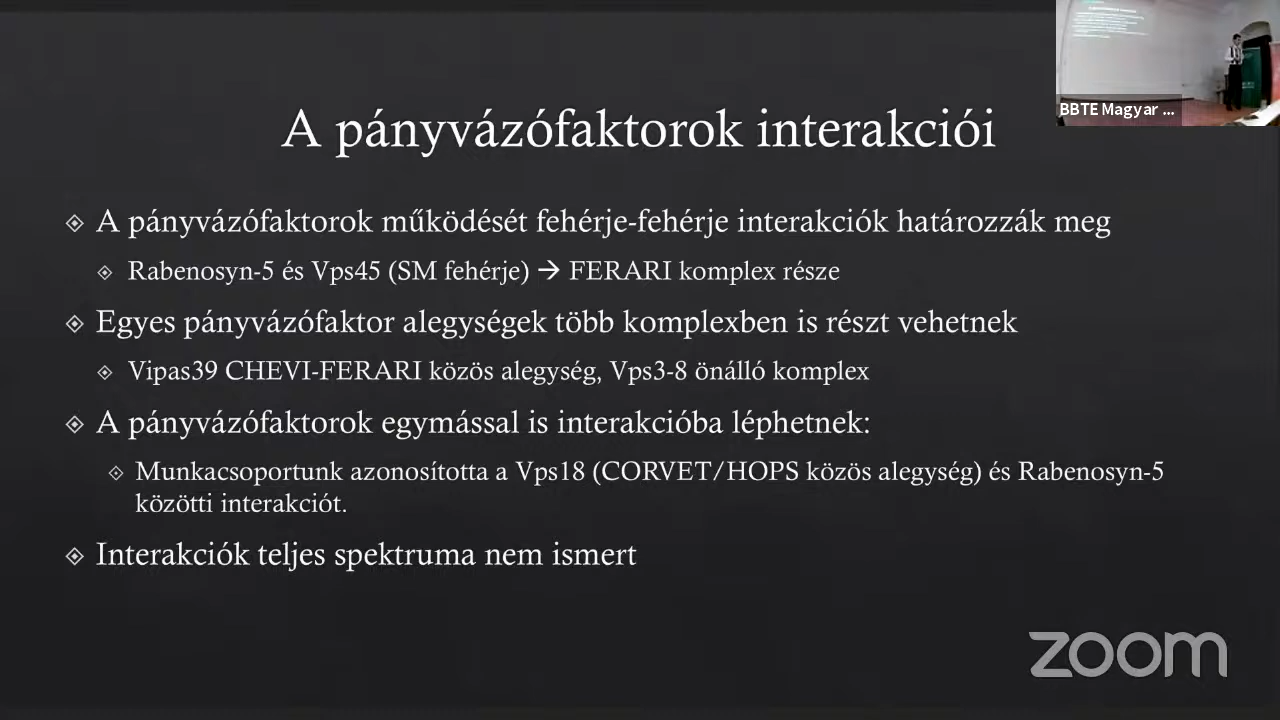 BBTE Magyar ...
A pányvázófaktorok interakciói
A pányvázófaktorok működését fehérje-fehérje interakciók határozzák meg
Rabenosyn-5 és Vps45 (SM fehérje) → FERARI komplex része
Egyes pányvázófaktor alegységek több komplexben is részt vehetnek
Vipas39 CHEVI-FERARI közös alegység, Vps3-8 önálló komplex
A pányvázófaktorok egymással is interakcióba léphetnek:
Munkacsoportunk azonosította a Vps18 (CORVET/HOPS közös alegység) és Rabenosyn-5
közötti interakciót.
Interakciók teljes spektruma nem ismert
zoom